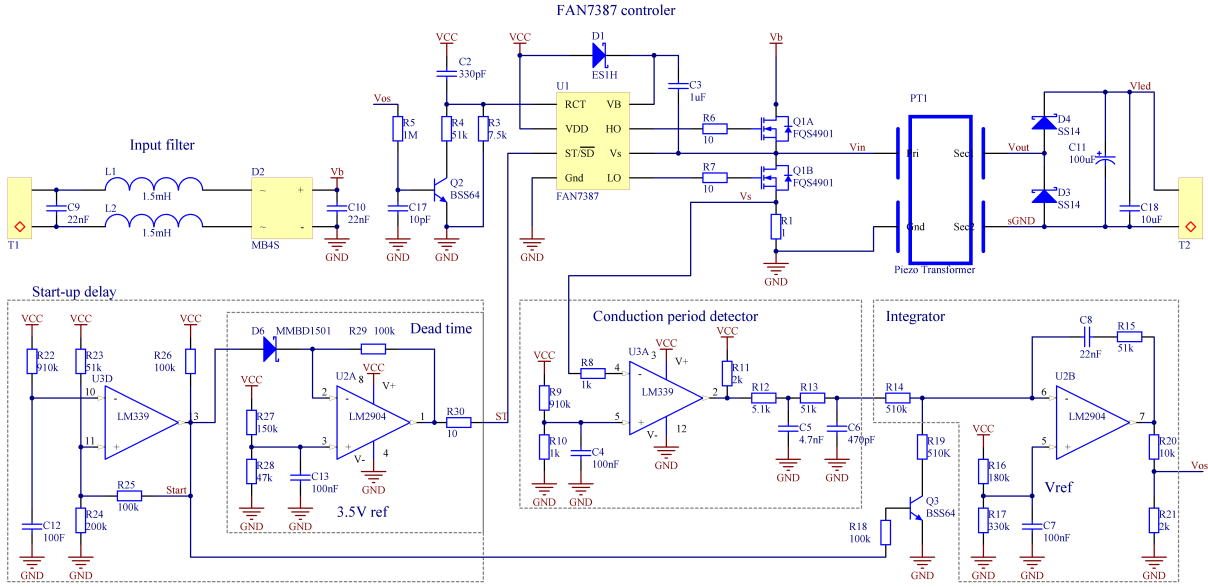 FAN7387 controler
VCC
C2
330pF
Vos
R5
1M
R4
51k
R3
7.5k
Q2
BSS64
C17
10pF
GND
GND
VCC
D1
ES1H
U1
RCT
VB
VDD
HO
ST/SD
Vs
Gnd
LO
FAN7387
GND
C3
1uF
Vb
R6
10
Q1A
FQS4901
Vin
R7
10
Q1B
FQS4901
Vs
R1
1
GND
PT1
Pri
Sec1
Gnd
Sec2
Piezo Transformer
Vout
sGND
D4
SS14
D3
SS14
Vled
C11
100uF
+
C18
10uF
T2
Input filter
L1
1.5mH
L2
1.5mH
C9
22nF
T1
D2
~
+
~
-
MB4S
Vb
C10
22nF
GND
Start-up delay
VCC
R22
910k
VCC
R23
51k
VCC
R26
100k
U3D
10
-
LM339
11
+
13
R25
100k
Start
R24
200k
C12
100F
GND
GND
Dead time
D6
MMBD1501
R29
100k
VCC
R27
150k
R28
47k
U2A
VCC
8
V+
2
-
LM2904
3
+
V-
4
1
GND
C13
100nF
GND
GND
3.5V ref
R30
10
ST
Conduction period detector
VCC
R9
910k
R10
1k
GND
R8
1k
U3A
VCC
3
V+
4
-
LM339
5
+
V-
12
2
GND
C4
100nF
GND
VCC
R11
2k
R12
5.1k
R13
51k
C5
4.7nF
C6
470pF
GND
GND
Integrator
R14
510k
R19
510K
Q3
BSS64
R18
100k
GND
C8
22nF
R15
51k
U2B
6
-
LM2904
5
+
7
VCC
R16
180k
R17
330k
Vref
C7
100nF
GND
GND
R20
10k
Vos
R21
2k
GND